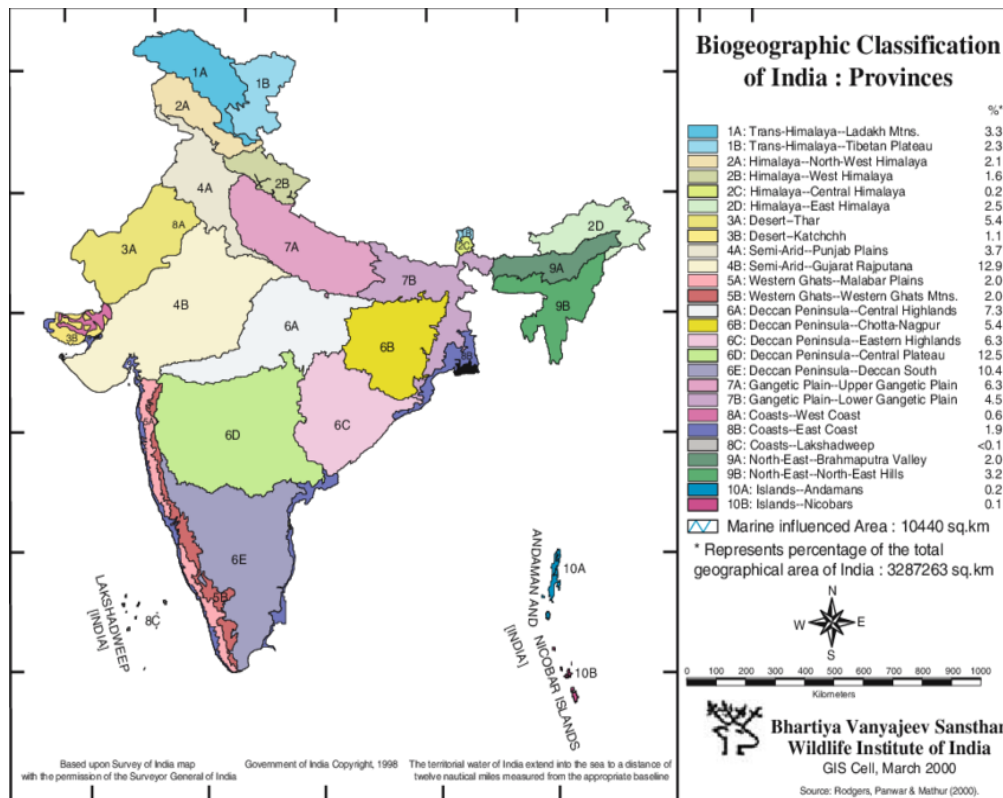 Biogeographic Classification
of India : Provinces
%*
1A: Trans-Himalaya--Ladakh Mtns. 3.3
1B: Trans-Himalaya--Tibetan Plateau 2.3
2A: Himalaya--North-West Himalaya 2.1
2B: Himalaya--West Himalaya 1.6
2C: Himalaya--Central Himalaya 0.2
2D: Himalaya--East Himalaya 2.5
3A: Desert--Thar 5.4
3B: Desert--Katchchh 1.1
4A: Semi-Arid--Punjab Plains 3.7
4B: Semi-Arid--Gujarat Rajputana 12.9
5A: Western Ghats--Malabar Plains 2.0
5B: Western Ghats--Western Ghats Mtns. 2.0
6A: Deccan Peninsula--Central Highlands 7.3
6B: Deccan Peninsula--Chotta-Nagpur 5.4
6C: Deccan Peninsula--Eastern Highlands 6.3
6D: Deccan Peninsula--Central Plateau 12.5
6E: Deccan Peninsula--Deccan South 10.4
7A: Gangetic Plain--Upper Gangetic Plain 6.3
7B: Gangetic Plain--Lower Gangetic Plain 4.5
8A: Coasts--West Coast 0.6
8B: Coasts--East Coast 1.9
8C: Coasts--Lakshadweep <0.1
9A: North-East--Brahmaputra Valley 2.0
9B: North-East--North-East Hills 3.2
10A: Islands--Andamans 0.2
10B: Islands--Nicobars 0.1
Marine influenced Area : 10440 sq.km
* Represents percentage of the total
geographical area of India : 3287263 sq.km
N
W E
S
0 100 200 300 400 500 600 700 800 900 1000
Kilometers
Bhartiya Vanyajeev Sansthan
Wildlife Institute of India
GIS Cell, March 2000
Source: Rodgers, Panwar & Mathur (2000).
1A
1B
2A
2B
4A
8A
3A
7A
1B
2C
2D
9A
7B
9B
4B
3B
6A
6B
8B
5A
6D
6C
6E
5B
8C
LAKSHADWEEP
[INDIA]
10A
10B
ANDAMAN AND NICOBAR ISLANDS
[INDIA]
Based upon Survey of India map
with the permission of the Surveyor General of India
Government of India Copyright, 1998
The territorial water of India extend into the sea to a distance of
twelve nautical miles measured from the appropriate baseline